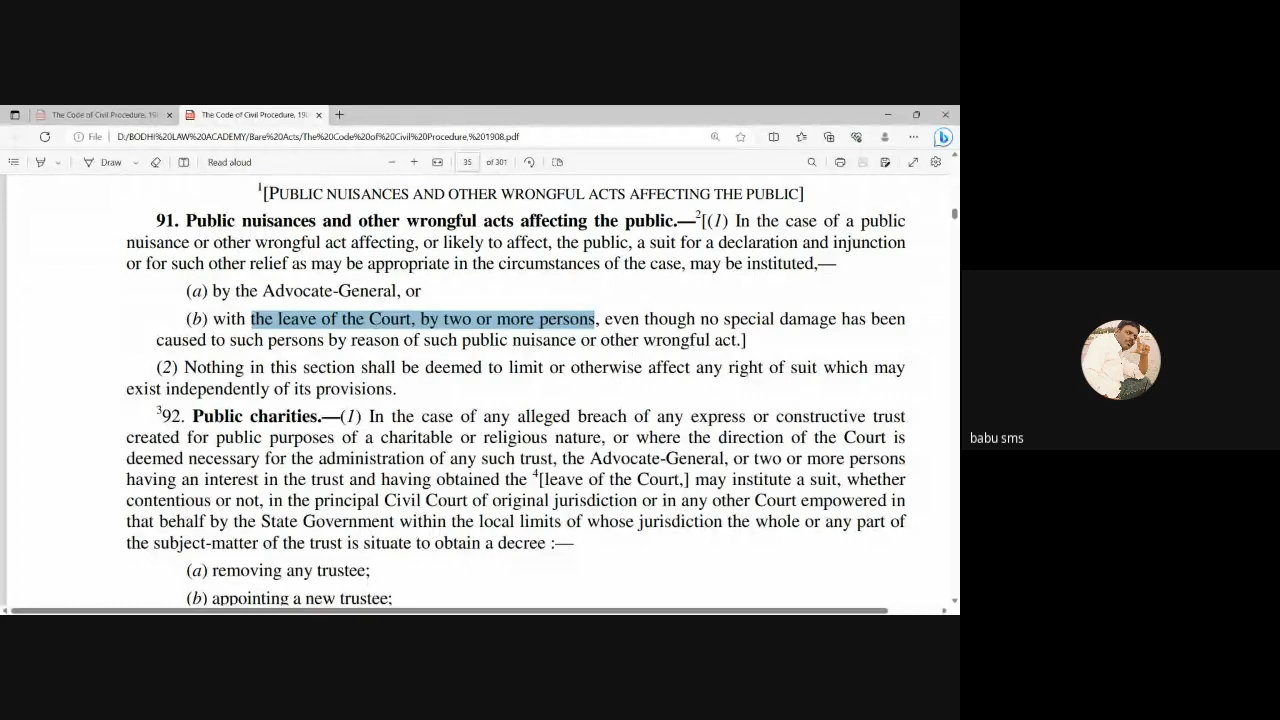 The Code of Civil Procedure, 19(
The Code of Civil Procedure, 19(
File D:/BODHI%20LAW%20ACADEMY/Bare%20Acts/The%20Code%20of%20Civil%20Procedure,%201908.pdf
Draw Read aloud 35 of 301
1[PUBLIC NUISANCES AND OTHER WRONGFUL ACTS AFFECTING THE PUBLIC]
91. Public nuisances and other wrongful acts affecting the public.—2[(1) In the case of a public
nuisance or other wrongful act affecting, or likely to affect, the public, a suit for a declaration and injunction
or for such other relief as may be appropriate in the circumstances of the case, may be instituted,—
(a) by the Advocate-General, or
(b) with the leave of the Court, by two or more persons, even though no special damage has been
caused to such persons by reason of such public nuisance or other wrongful act.]
(2) Nothing in this section shall be deemed to limit or otherwise affect any right of suit which may
exist independently of its provisions.
392. Public charities.—(1) In the case of any alleged breach of any express or constructive trust
created for public purposes of a charitable or religious nature, or where the direction of the Court is
deemed necessary for the administration of any such trust, the Advocate-General, or two or more persons
having an interest in the trust and having obtained the 4[leave of the Court,] may institute a suit, whether
contentious or not, in the principal Civil Court of original jurisdiction or in any other Court empowered in
that behalf by the State Government within the local limits of whose jurisdiction the whole or any part of
the subject-matter of the trust is situate to obtain a decree :—
(a) removing any trustee;
(b) appointing a new trustee;
babu sms